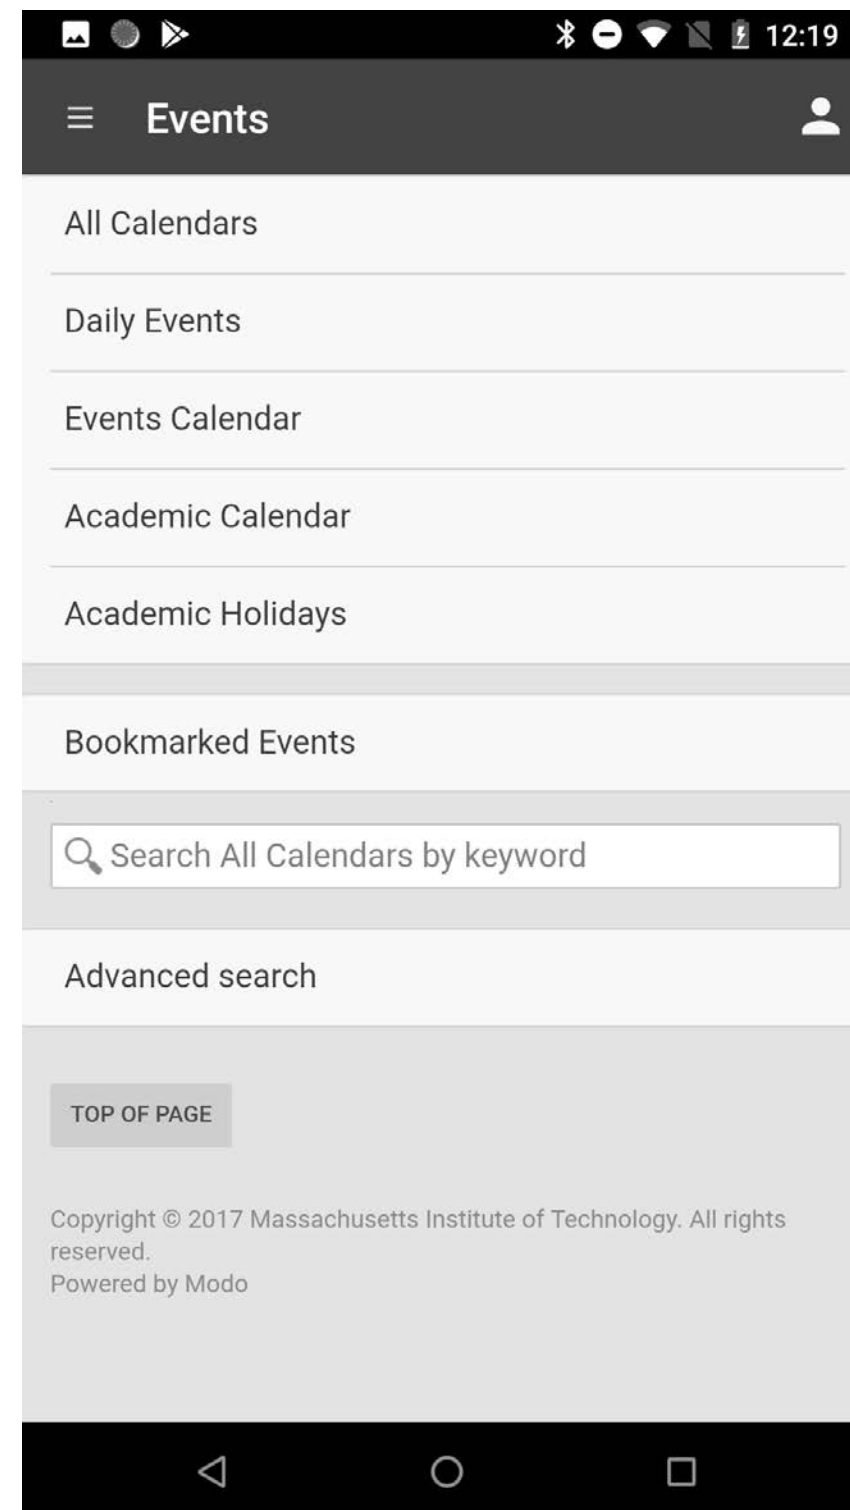 12:19
Events
All Calendars
Daily Events
Events Calendar
Academic Calendar
Academic Holidays
Bookmarked Events
Search All Calendars by keyword
Advanced search
TOP OF PAGE
Copyright © 2017 Massachusetts Institute of Technology. All rights
reserved.
Powered by Modo